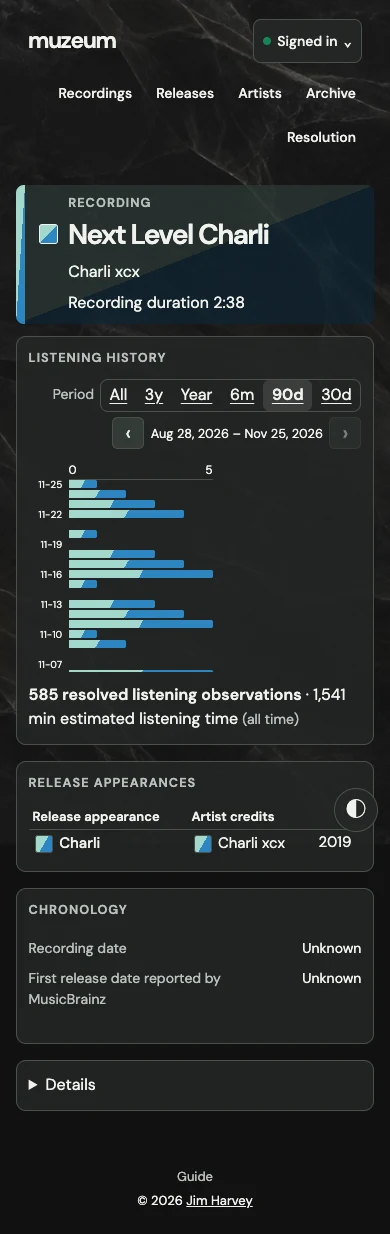 muzeum
Signed in
Recordings Releases Artists Archive
Resolution
RECORDING
Next Level Charli
Charli xcx
Recording duration 2:38
LISTENING HISTORY
Period All 3y Year 6m 90d 30d
‹ Aug 28, 2026 – Nov 25, 2026 ›
0 5
11-25
11-22
11-19
11-16
11-13
11-10
11-07
585 resolved listening observations · 1,541
min estimated listening time (all time)
RELEASE APPEARANCES
Release appearance Artist credits
Charli Charli xcx 2019
CHRONOLOGY
Recording date Unknown
First release date reported by Unknown
MusicBrainz
Details
Guide
© 2026 Jim Harvey